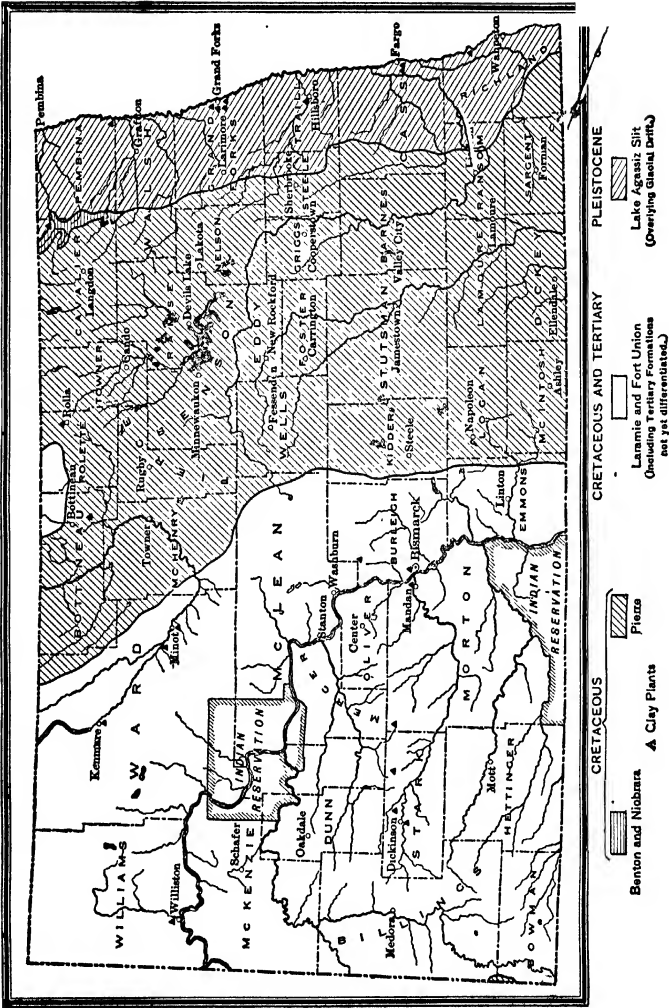 WILLIAMS
Williston
WARD
Kenmare
Minot
BOTTINEAU
Bottineau
ROLETTE
Rolla
TOWNER
Cando
CAVALIER
Langdon
PEMBINA
Pembina
MCHENRY
Towner
PIERCE
Rugby
RAMSEY
Devils Lake
WALSH
Grafton
BENSON
Minnewaukon
NELSON
Lakota
GRAND FORKS
Larimore
Grand Forks
MCKENZIE
Schafer
INDIAN
RESERVATION
MC LEAN
Washburn
WELLS
Fessenden
EDDY
New Rockford
FOSTER
Carrington
GRIGGS
Cooperstown
STEELE
Sherbrooke
TRAILL
Hillsboro
Oakdale
DUNN
MERCER
Stanton
OLIVER
Center
BILLINGS
Medora
STARK
Dickinson
MORTON
Mandan
BURLEIGH
Bismarck
KIDDER
Steele
STUTSMAN
Jamestown
BARNES
Valley City
CASS
Fargo
BOWMAN
HETTINGER
Mott
INDIAN
RESERVATION
EMMONS
Linton
LOGAN
Napoleon
LAMOURE
Lamoure
RANSOM
RICHLAND
Wahpeton
MCINTOSH
Ashley
DICKEY
Ellendale
SARGENT
Forman
CRETACEOUS
CRETACEOUS AND TERTIARY
PLEISTOCENE
Benton and Niobrara
Pierre
Laramie and Fort Union
(Including Tertiary Formations
not yet differentiated.)
Lake Agassiz Silt
(Overlying Glacial Drift.)
Clay Plants